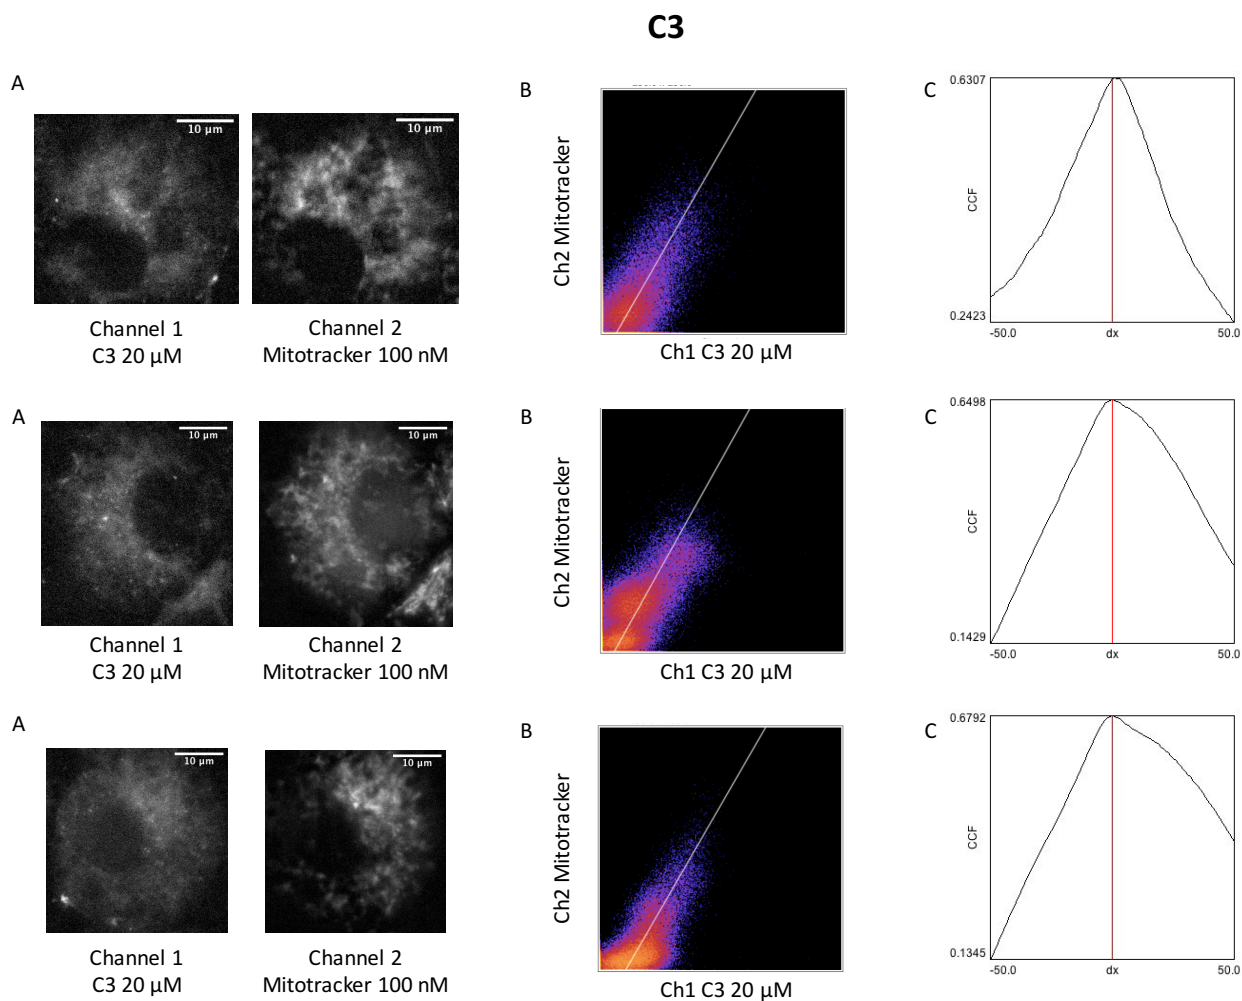 C3
A
10 µm
10 µm
Channel 1
C3 20 µM
Channel 2
Mitotracker 100 nM
B
Ch2 Mitotracker
Ch1 C3 20 µM
C
0.6307
CCF
0.2423
-50.0
dx
50.0
A
10 µm
10 µm
Channel 1
C3 20 µM
Channel 2
Mitotracker 100 nM
B
Ch2 Mitotracker
Ch1 C3 20 µM
C
0.6498
CCF
0.1429
-50.0
dx
50.0
A
10 µm
10 µm
Channel 1
C3 20 µM
Channel 2
Mitotracker 100 nM
B
Ch2 Mitotracker
Ch1 C3 20 µM
C
0.6792
CCF
0.1345
-50.0
dx
50.0